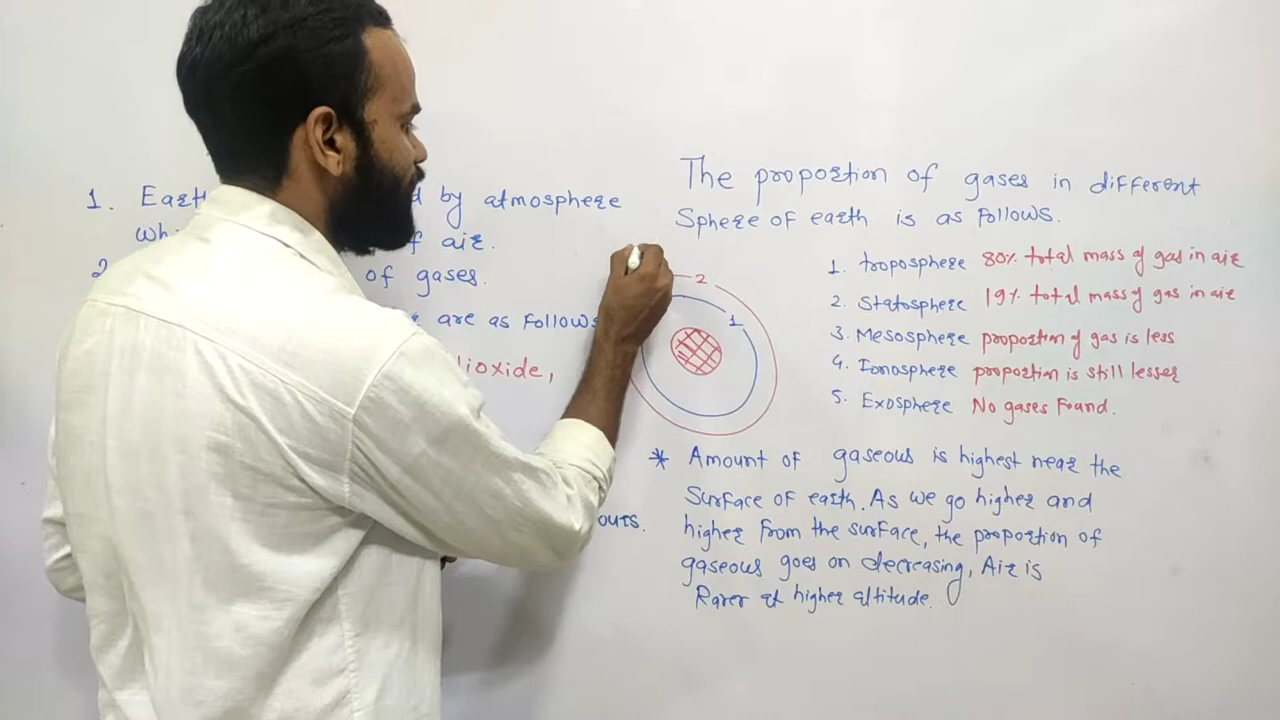 1. Earth by atmosphere
of air.
2 of gases.
are as follows
dioxide,
ours.
The proportion of gases in different
Sphere of earth is as follows.
1. troposphere 80% total mass of gas in air
2. Statosphere 19% total mass of gas in air
3. Mesosphere proportion of gas is less
4. Ionosphere proportion is still lesser
5. Exosphere No gases Found.
2
1
* Amount of gaseous is highest near the
Surface of earth. As we go higher and
higher from the surface, the proportion of
gaseous goes on decreasing, Air is
Rarer at higher altitude.